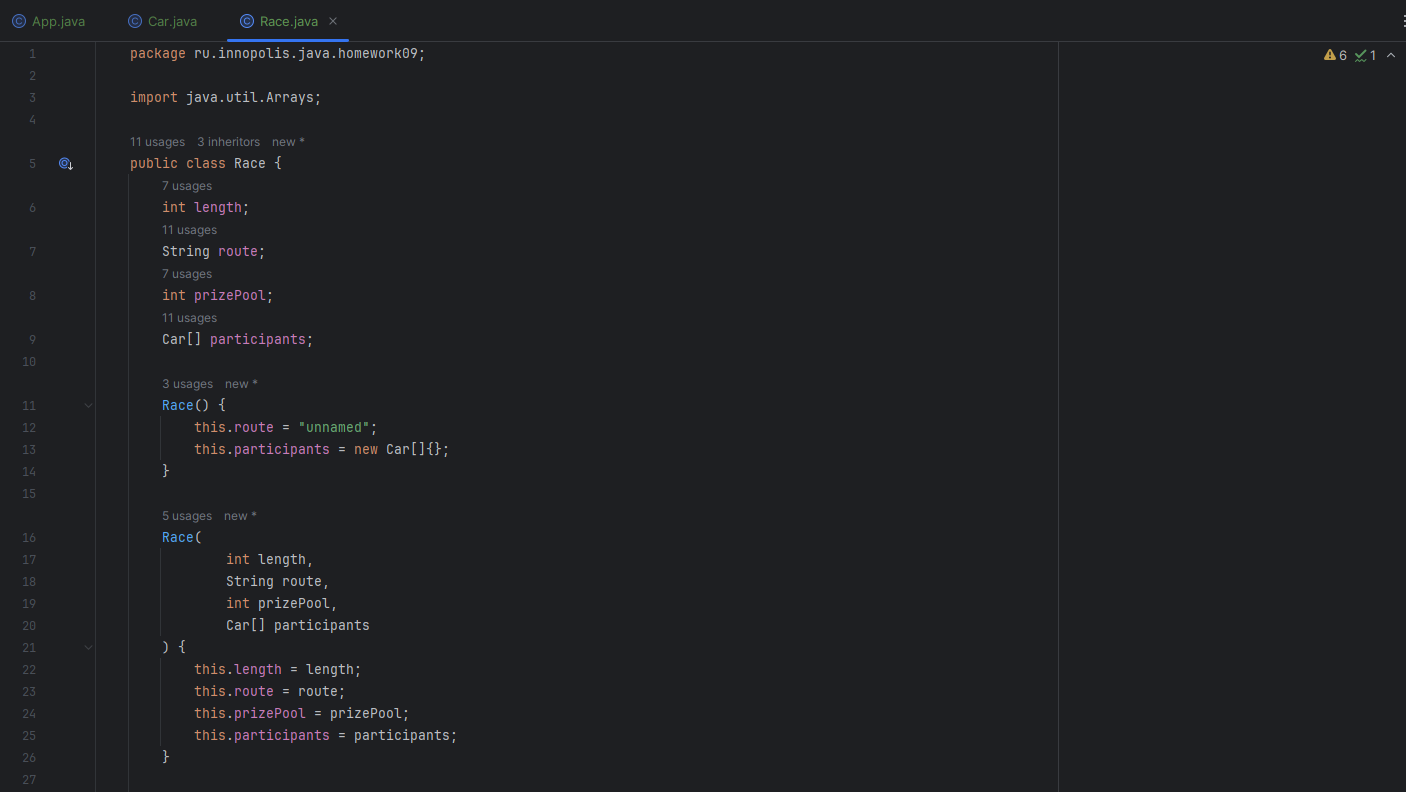 App.java Car.java Race.java
6 1
1 package ru.innopolis.java.homework09;
2
3 import java.util.Arrays;
4
11 usages 3 inheritors new *
5 public class Race {
7 usages
6 int length;
11 usages
7 String route;
7 usages
8 int prizePool;
11 usages
9 Car[] participants;
10
3 usages new *
11 Race() {
12 this.route = "unnamed";
13 this.participants = new Car[]{};
14 }
15
5 usages new *
16 Race(
17 int length,
18 String route,
19 int prizePool,
20 Car[] participants
21 ) {
22 this.length = length;
23 this.route = route;
24 this.prizePool = prizePool;
25 this.participants = participants;
26 }
27